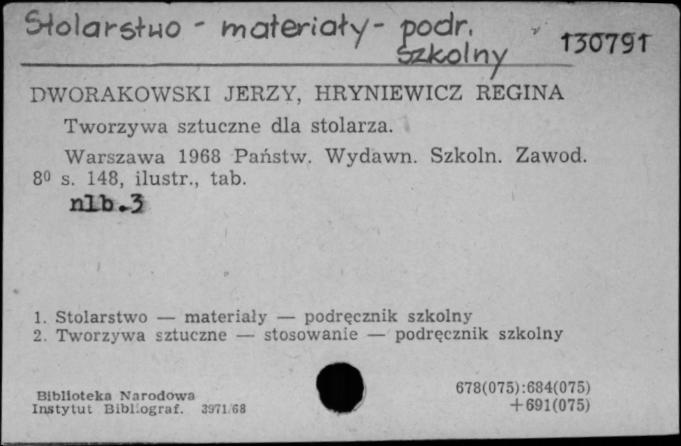 Stolarstwo - materiały - podr. szkolny
130791
DWORAKOWSKI JERZY, HRYNIEWICZ REGINA
Tworzywa sztuczne dla stolarza.
Warszawa 1968 Państw. Wydawn. Szkoln. Zawod.
8⁰ s. 148, ilustr., tab.
nlb.3
1. Stolarstwo — materiały — podręcznik szkolny
2. Tworzywa sztuczne — stosowanie — podręcznik szkolny
Biblioteka Narodowa
Instytut Bibliograf. 3971/68
678(075):684(075)
+691(075)